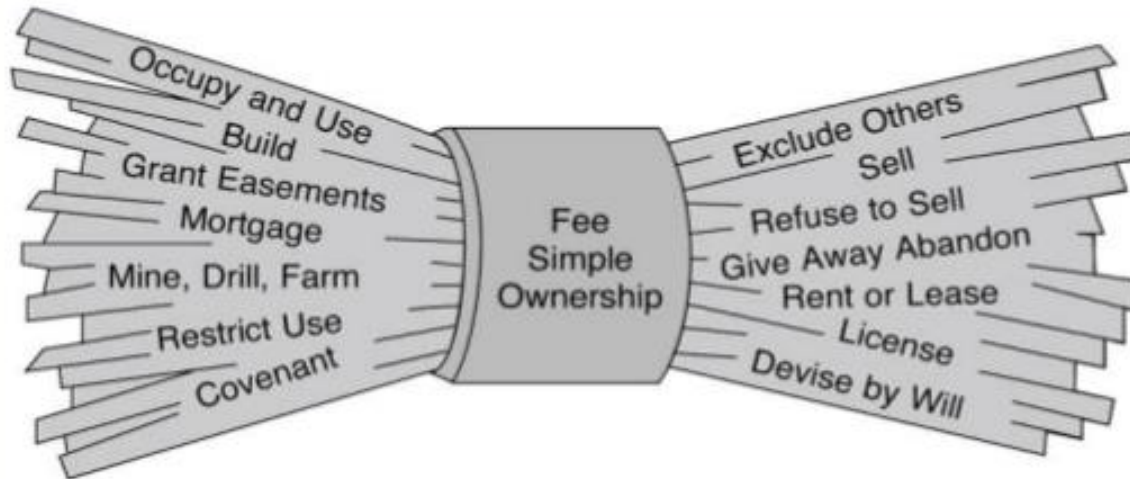 Occupy and Use
Build
Grant Easements
Mortgage
Mine, Drill, Farm
Restrict Use
Covenant
Fee
Simple
Ownership
Exclude Others
Sell
Refuse to Sell
Give Away Abandon
Rent or Lease
License
Devise by Will